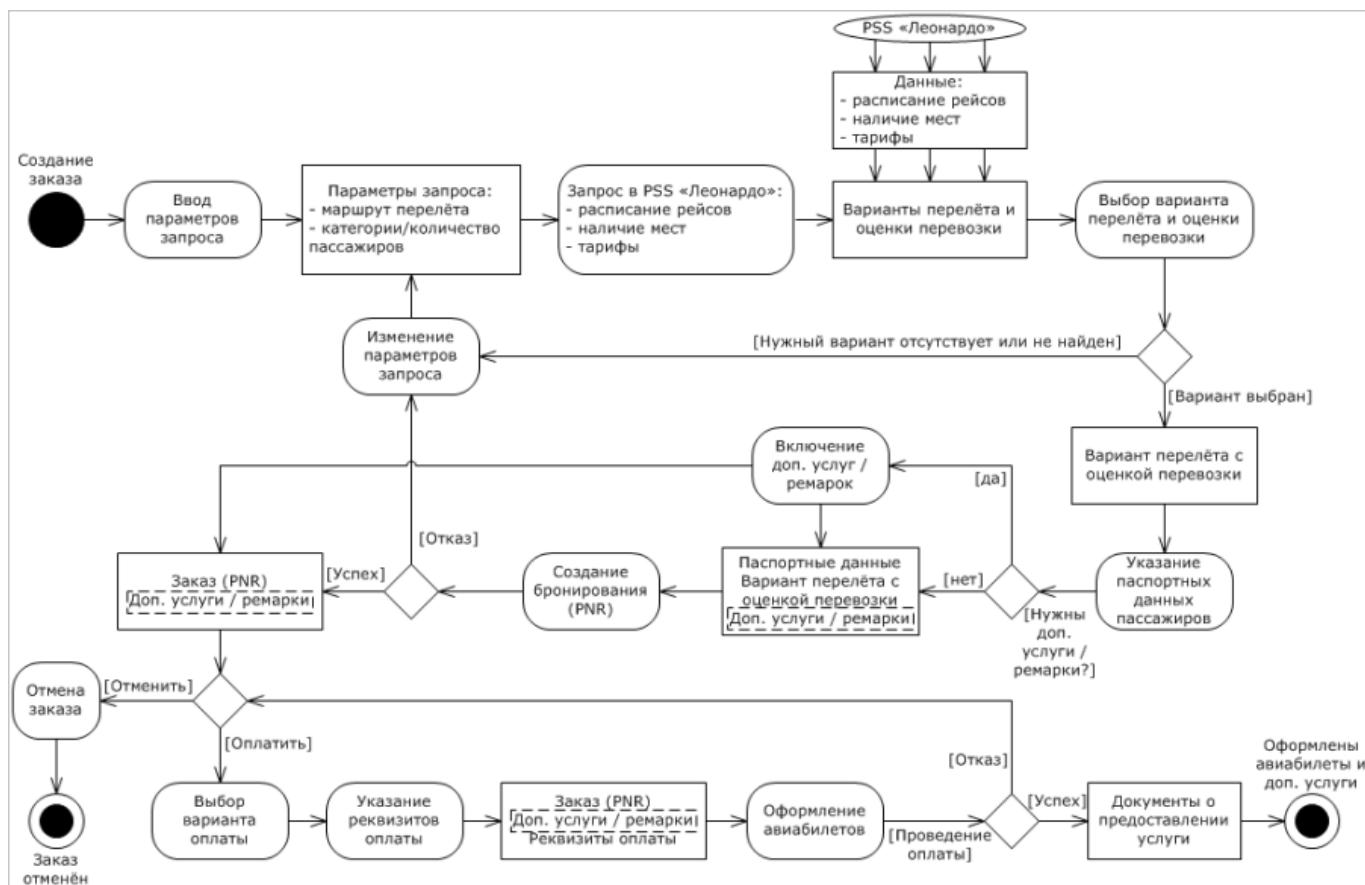 PSS «Леонардо»
Данные:
- расписание рейсов
- наличие мест
- тарифы
Создание
заказа
Ввод
параметров
запроса
Параметры запроса:
- маршрут перелёта
- категории/количество
пассажиров
Запрос в PSS «Леонардо»:
- расписание рейсов
- наличие мест
- тарифы
Варианты перелёта и
оценки перевозки
Выбор варианта
перелёта и оценки
перевозки
Изменение
параметров
запроса
[Нужный вариант отсутствует или не найден]
[Вариант выбран]
Вариант перелёта с
оценкой перевозки
Включение
доп. услуг /
ремарок
[да]
[Отказ]
Заказ (PNR)
Доп. услуги / ремарки
[Успех]
Создание
бронирования
(PNR)
Паспортные данные
Вариант перелёта с
оценкой перевозки
Доп. услуги / ремарки
[нет]
[Нужны
доп.
услуги /
ремарки?]
Указание
паспортных
данных
пассажиров
Отмена
заказа
[Отменить]
[Оплатить]
Заказ
отменён
Выбор
варианта
оплаты
Указание
реквизитов
оплаты
Заказ (PNR)
Доп. услуги / ремарки
Реквизиты оплаты
Оформление
авиабилетов
[Проведение
оплаты]
[Отказ]
[Успех]
Документы о
предоставлении
услуги
Оформлены
авиабилеты и
доп. услуги